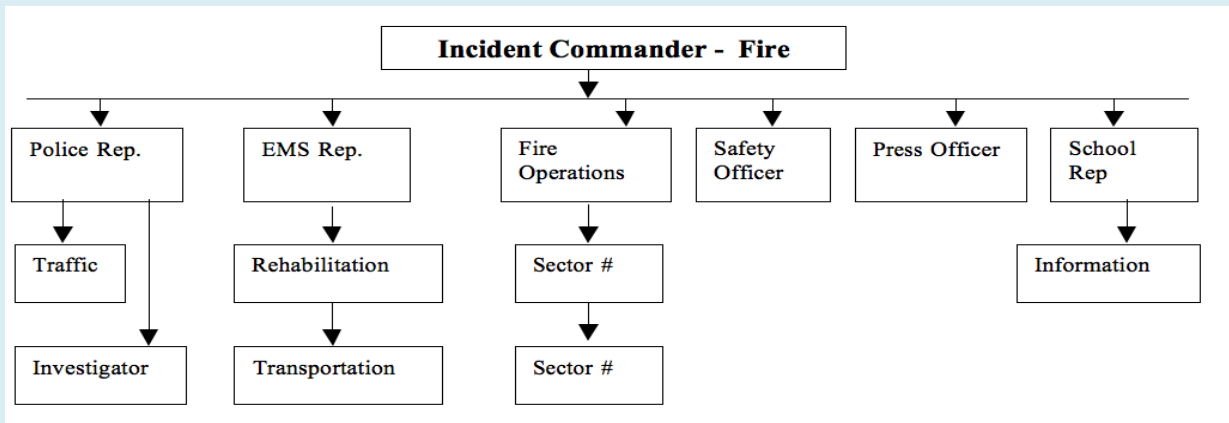 Incident Commander - Fire
Police Rep.
EMS Rep.
Fire
Operations
Safety
Officer
Press Officer
School
Rep
Traffic
Rehabilitation
Sector #
Information
Investigator
Transportation
Sector #